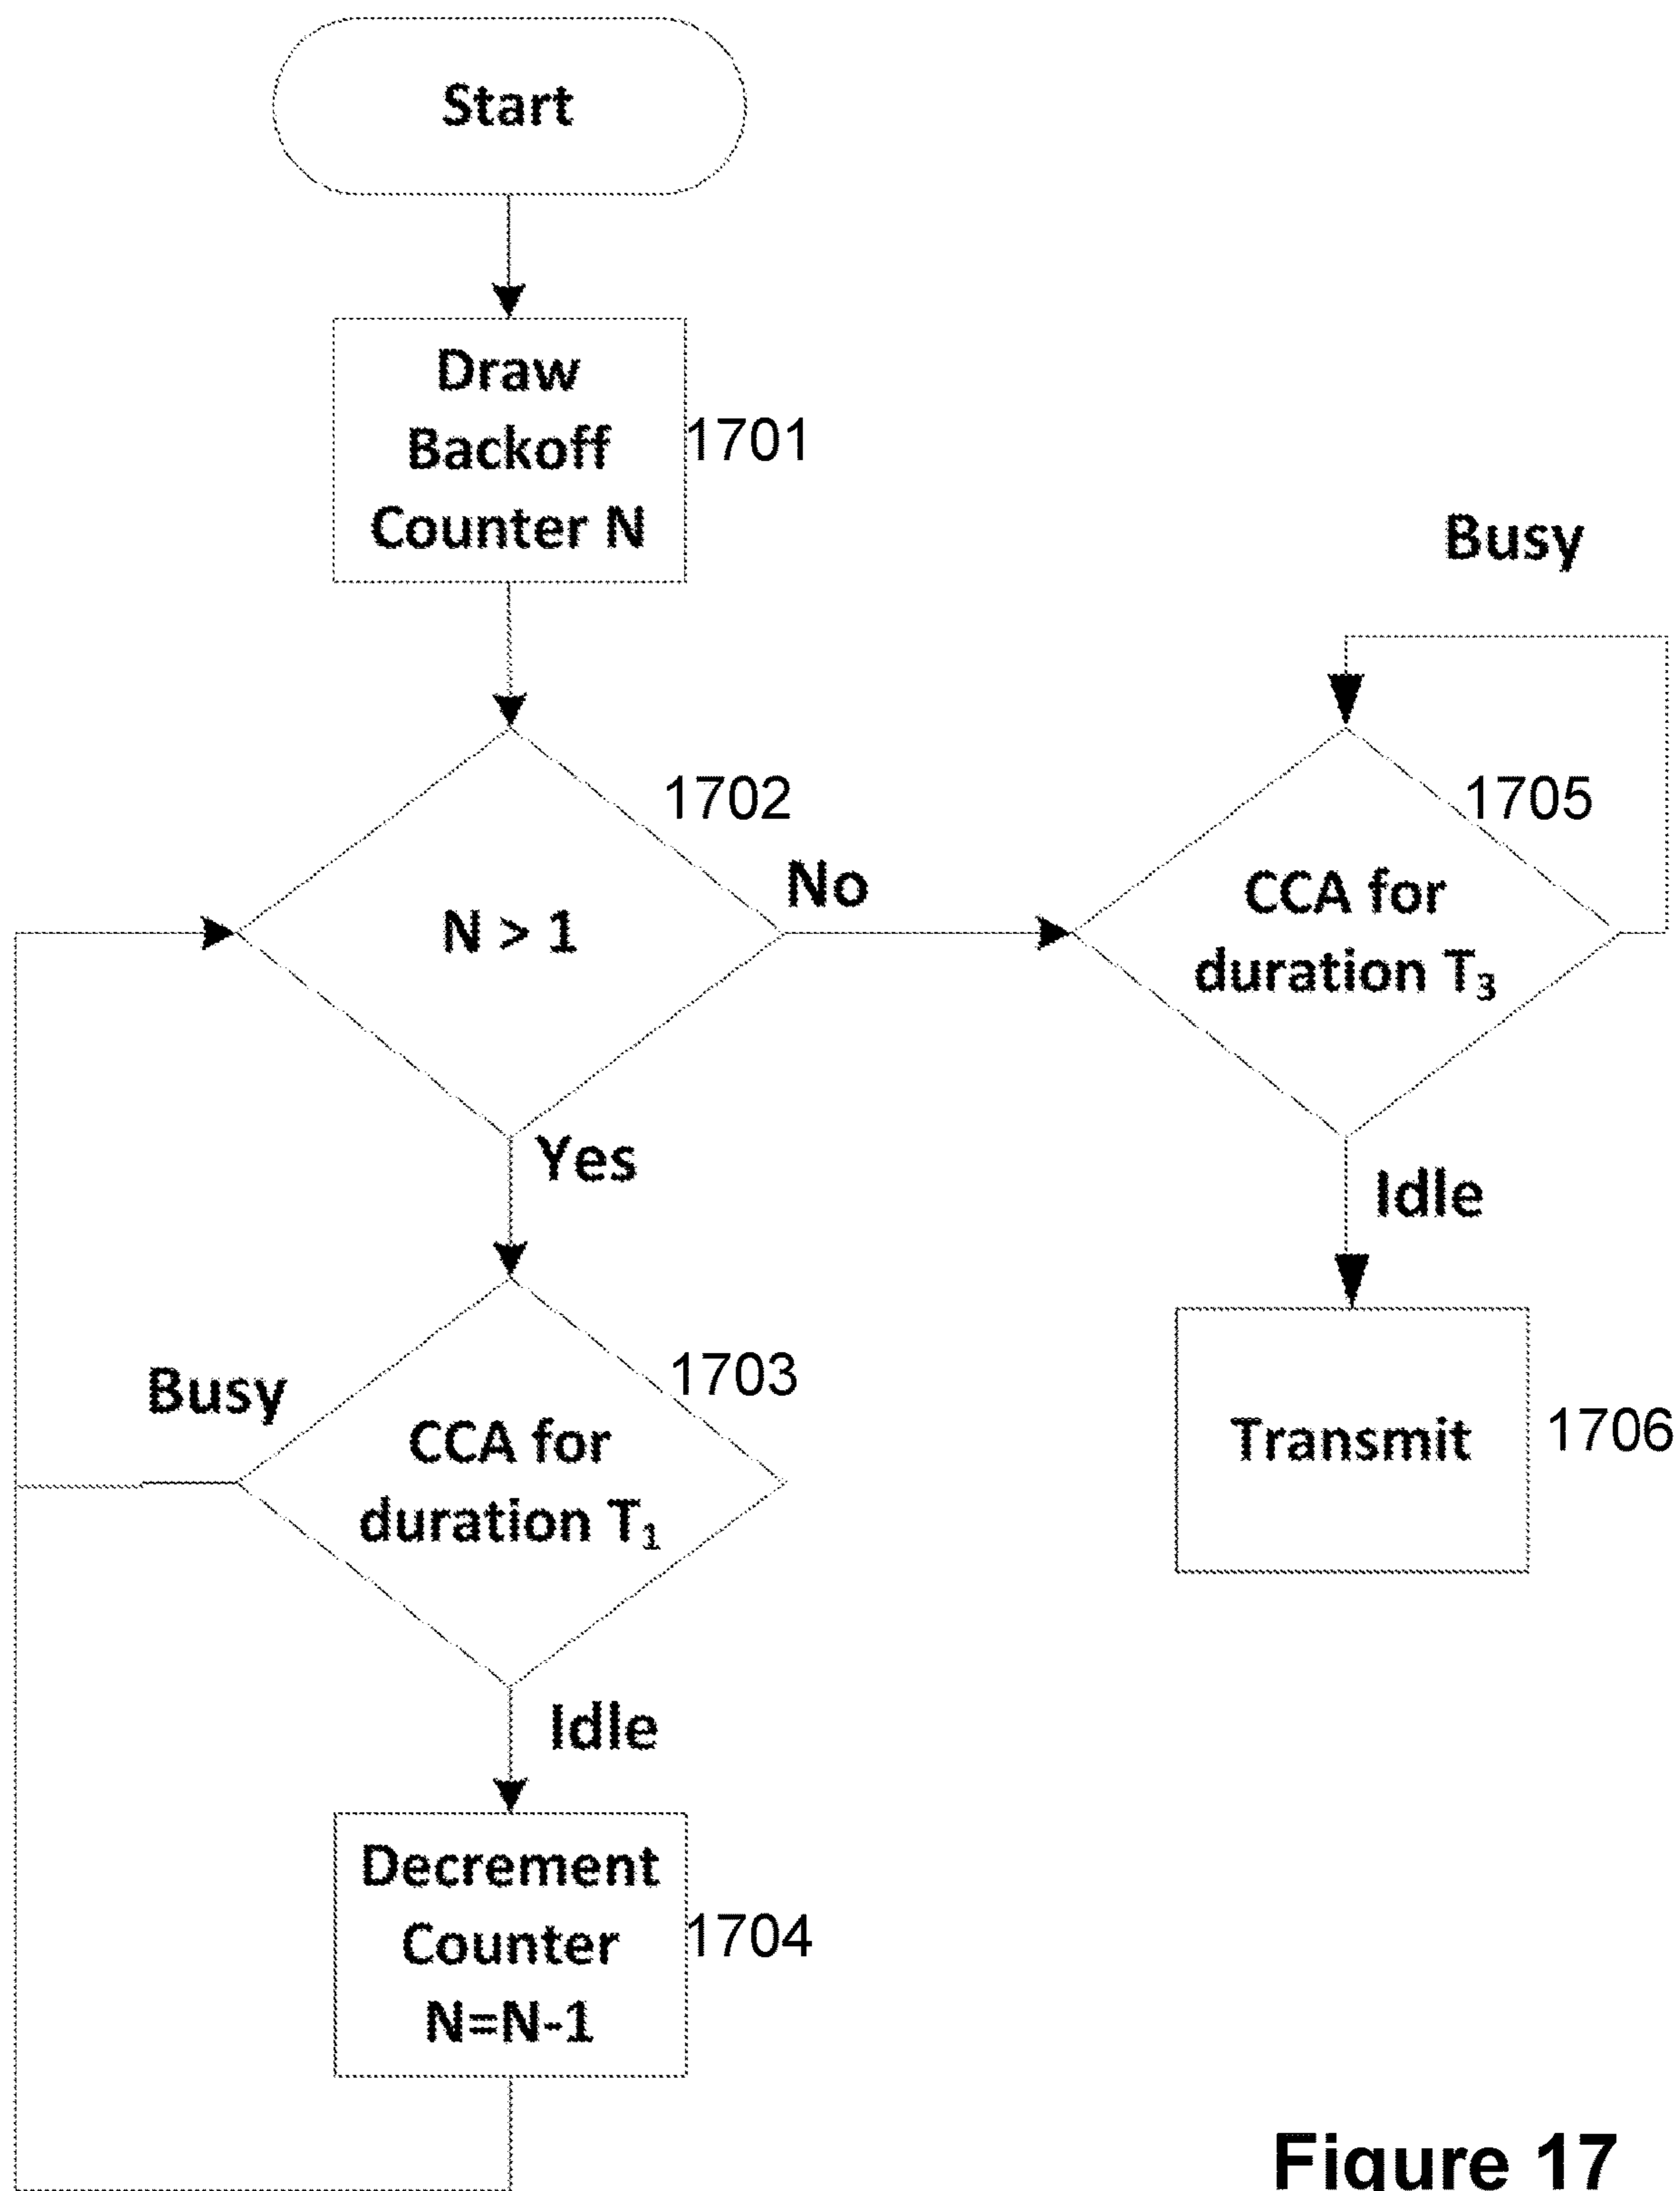 Start
Draw
Backoff
Counter N
1701
Busy
1702
1705
N > 1
No
CCA for
duration T₃
Yes
Idle
1703
Busy
CCA for
duration T₁
Transmit
1706
Idle
Decrement
Counter
N=N-1
1704
Figure 17